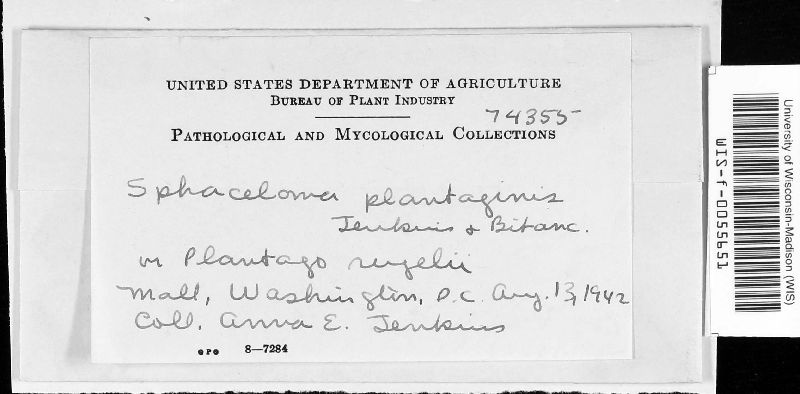 UNITED STATES DEPARTMENT OF AGRICULTURE
BUREAU OF PLANT INDUSTRY
74355
PATHOLOGICAL AND MYCOLOGICAL COLLECTIONS
Sphaceloma plantaginis
Jenkins & Bitanc.
on Plantago rugelii
Mall, Washington, D.C. Aug. 13, 1942
Coll. Anna E. Jenkins
GPO 8—7284
University of Wisconsin-Madison (WIS)
WIS-f-0055651